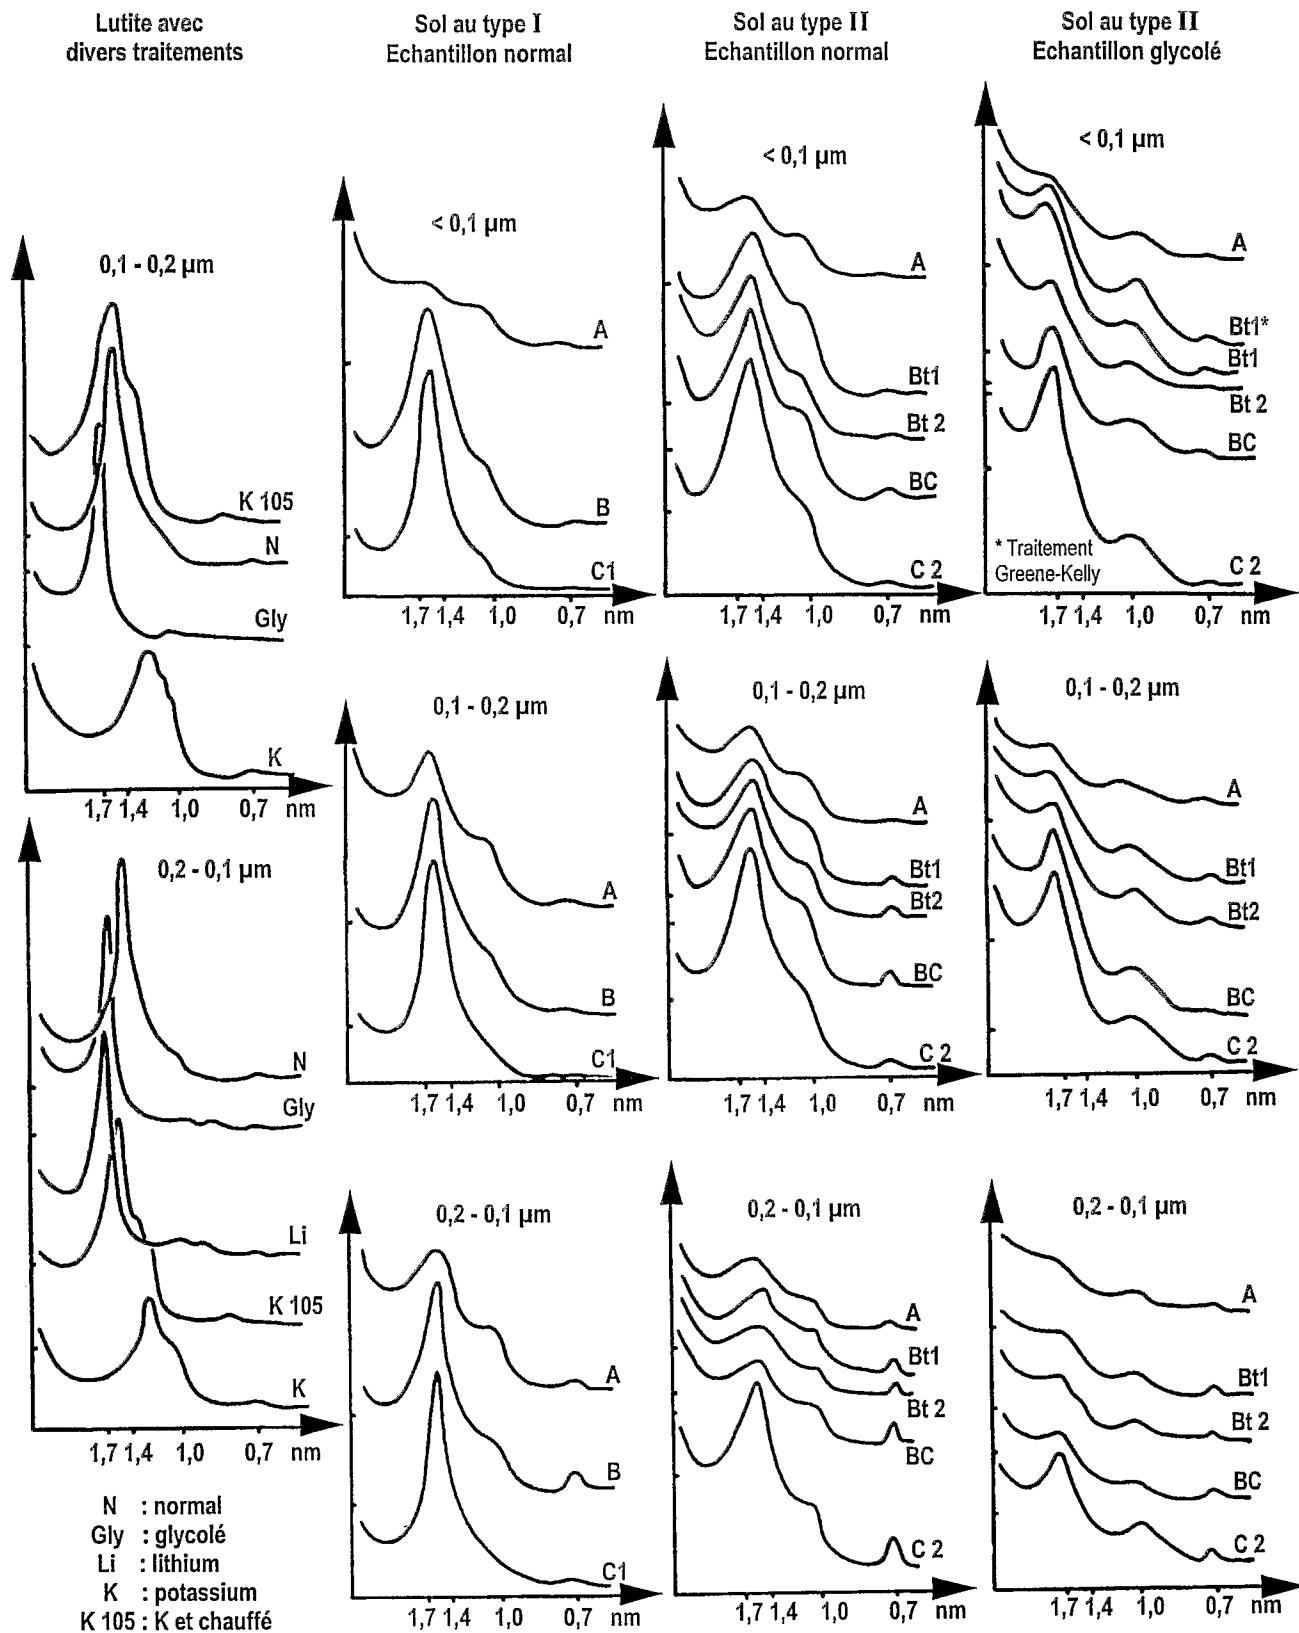 Lutite avec
divers traitements
0,1 - 0,2 µm
K 105
N
Gly
K
1,7 1,4 1,0 0,7 nm
0,2 - 0,1 µm
N
Gly
Li
K 105
K
1,7 1,4 1,0 0,7 nm
N : normal
Gly : glycolé
Li : lithium
K : potassium
K 105 : K et chauffé
Sol au type I
Echantillon normal
< 0,1 µm
A
B
C1
1,7 1,4 1,0 0,7 nm
0,1 - 0,2 µm
A
B
C1
1,7 1,4 1,0 0,7 nm
0,2 - 0,1 µm
A
B
C1
1,7 1,4 1,0 0,7 nm
Sol au type II
Echantillon normal
< 0,1 µm
A
Bt1
Bt 2
BC
C 2
1,7 1,4 1,0 0,7 nm
0,1 - 0,2 µm
A
Bt1
Bt2
BC
C 2
1,7 1,4 1,0 0,7 nm
0,2 - 0,1 µm
A
Bt1
Bt 2
BC
C 2
1,7 1,4 1,0 0,7 nm
Sol au type II
Echantillon glycolé
< 0,1 µm
A
Bt1*
Bt1
Bt 2
BC
* Traitement
Greene-Kelly
C 2
1,7 1,4 1,0 0,7 nm
0,1 - 0,2 µm
A
Bt1
Bt2
BC
C 2
1,7 1,4 1,0 0,7 nm
0,2 - 0,1 µm
A
Bt1
Bt 2
BC
C 2
1,7 1,4 1,0 0,7 nm